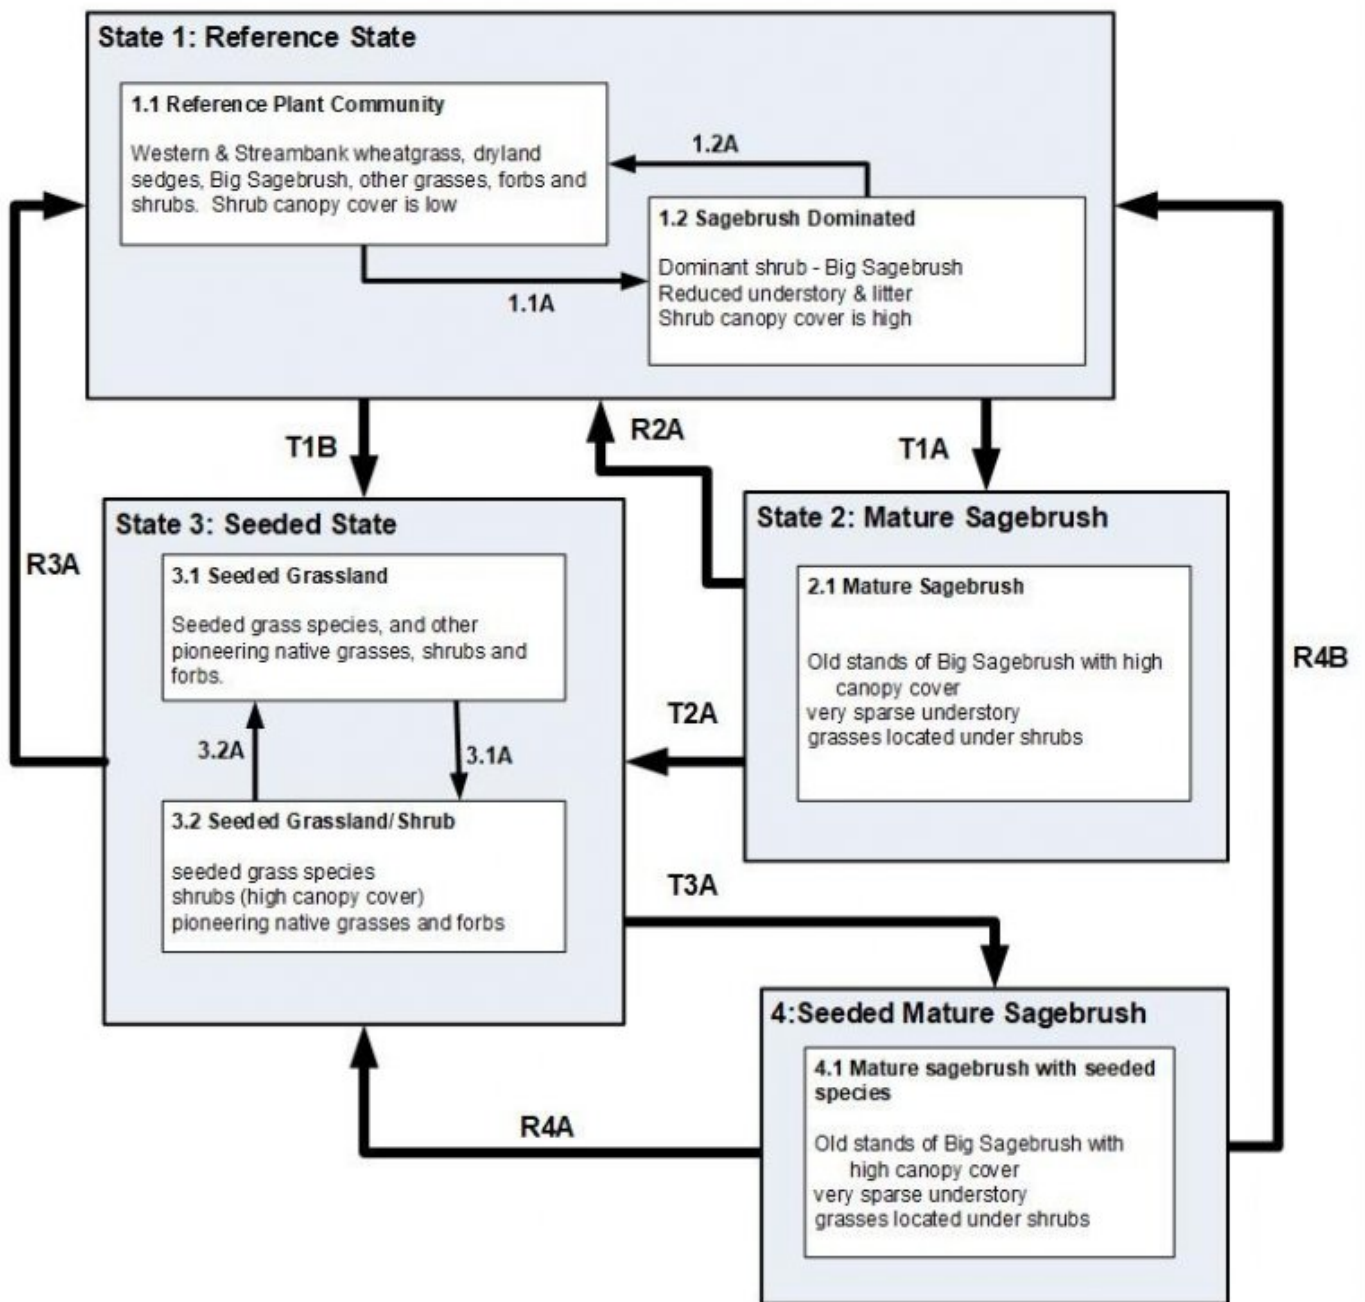 State 1: Reference State
1.1 Reference Plant Community
Western & Streambank wheatgrass, dryland
sedges, Big Sagebrush, other grasses, forbs and
shrubs. Shrub canopy cover is low
1.2A
1.2 Sagebrush Dominated
Dominant shrub - Big Sagebrush
Reduced understory & litter
Shrub canopy cover is high
1.1A
T1B
R2A
T1A
R3A
State 3: Seeded State
3.1 Seeded Grassland
Seeded grass species, and other
pioneering native grasses, shrubs and
forbs.
3.2A
3.1A
3.2 Seeded Grassland/Shrub
seeded grass species
shrubs (high canopy cover)
pioneering native grasses and forbs
State 2: Mature Sagebrush
2.1 Mature Sagebrush
Old stands of Big Sagebrush with high
canopy cover
very sparse understory
grasses located under shrubs
R4B
T2A
T3A
4:Seeded Mature Sagebrush
4.1 Mature sagebrush with seeded
species
Old stands of Big Sagebrush with
high canopy cover
very sparse understory
grasses located under shrubs
R4A